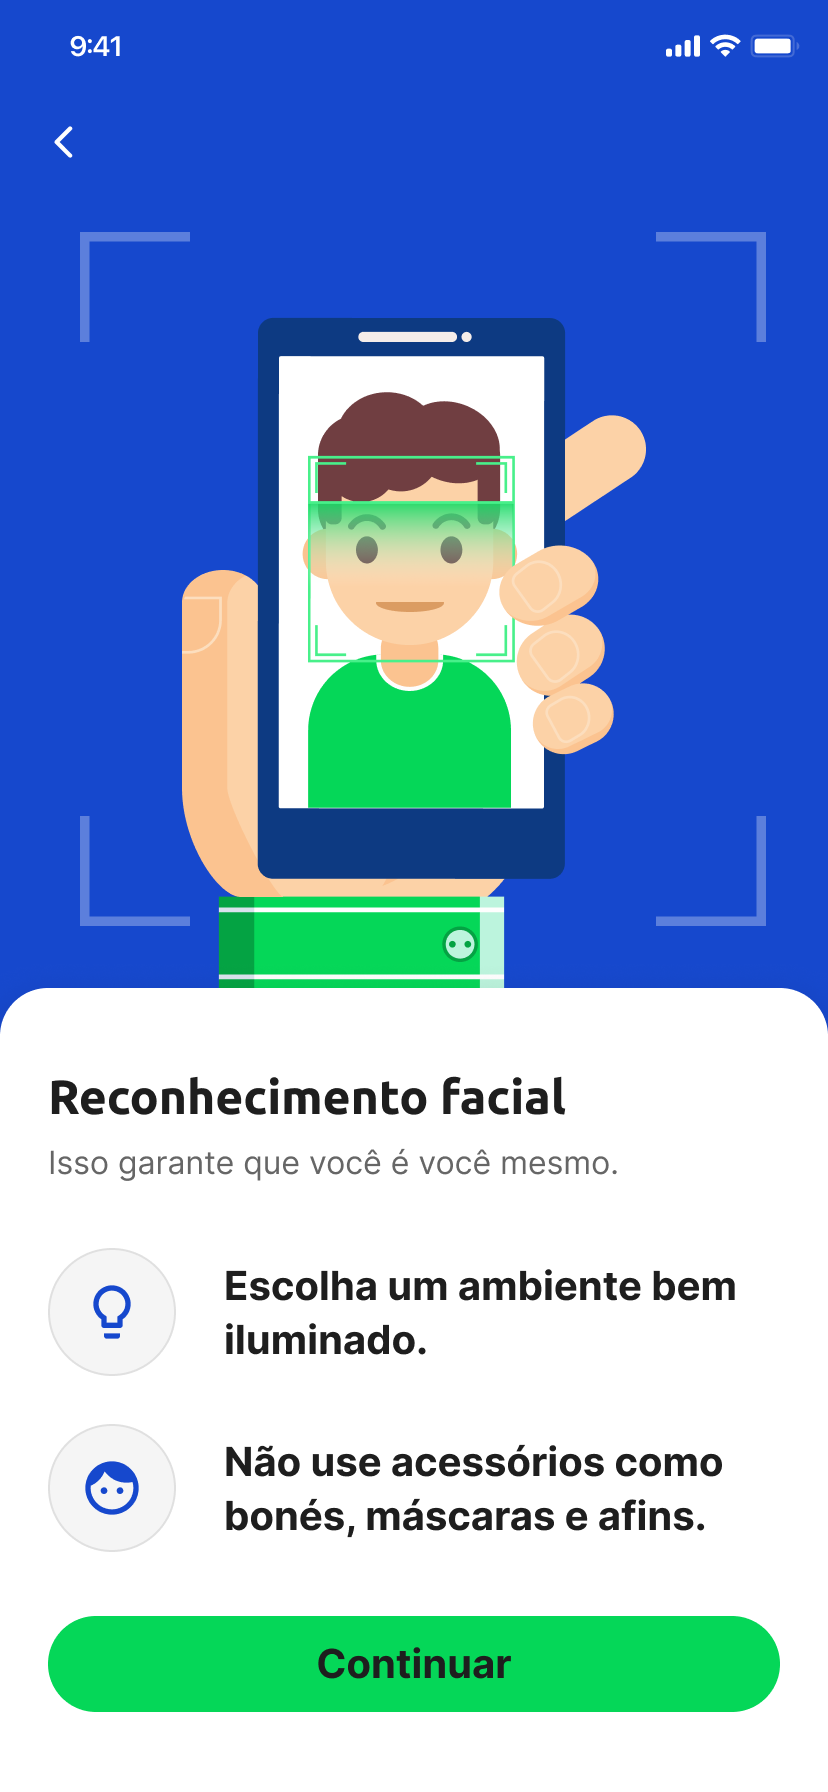 9:41
Reconhecimento facial
Isso garante que você é você mesmo.
Escolha um ambiente bem
iluminado.
Não use acessórios como
bonés, máscaras e afins.
Continuar